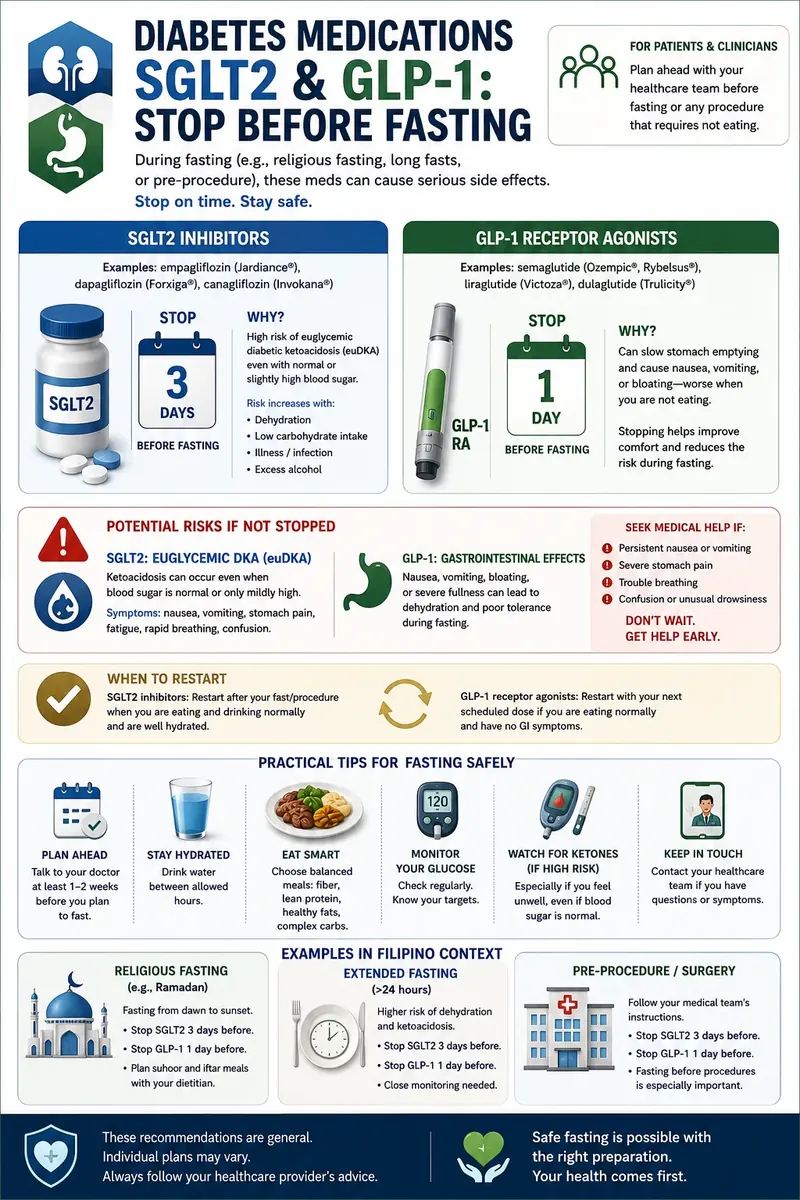 DIABETES MEDICATIONS
SGLT2 & GLP-1:
STOP BEFORE FASTING
During fasting (e.g., religious fasting, long fasts,
or pre-procedure), these meds can cause serious side effects.
Stop on time. Stay safe.
FOR PATIENTS & CLINICIANS
Plan ahead with your
healthcare team before
fasting or any procedure
that requires not eating.
SGLT2 INHIBITORS
Examples: empagliflozin (Jardiance®),
dapagliflozin (Forxiga®), canagliflozin (Invokana®)
SGLT2
STOP
3
DAYS
BEFORE FASTING
WHY?
High risk of euglycemic
diabetic ketoacidosis (euDKA)
even with normal or
slightly high blood sugar.
Risk increases with:
• Dehydration
• Low carbohydrate intake
• Illness / infection
• Excess alcohol
GLP-1 RECEPTOR AGONISTS
Examples: semaglutide (Ozempic®, Rybelsus®),
liraglutide (Victoza®), dulaglutide (Trulicity®)
GLP-1
RA
STOP
1
DAY
BEFORE FASTING
WHY?
Can slow stomach emptying
and cause nausea, vomiting,
or bloating—worse when
you are not eating.
Stopping helps improve
comfort and reduces the
risk during fasting.
POTENTIAL RISKS IF NOT STOPPED
SGLT2: EUGLYCEMIC DKA (euDKA)
Ketoacidosis can occur even when
blood sugar is normal or only mildly high.
Symptoms: nausea, vomiting, stomach pain,
fatigue, rapid breathing, confusion.
GLP-1: GASTROINTESTINAL EFFECTS
Nausea, vomiting, bloating,
or severe fullness can lead to
dehydration and poor tolerance
during fasting.
SEEK MEDICAL HELP IF:
Persistent nausea or vomiting
Severe stomach pain
Trouble breathing
Confusion or unusual drowsiness
DON'T WAIT.
GET HELP EARLY.
WHEN TO RESTART
SGLT2 inhibitors: Restart after your fast/procedure
when you are eating and drinking normally
and are well hydrated.
GLP-1 receptor agonists: Restart with your next
scheduled dose if you are eating normally
and have no GI symptoms.
PRACTICAL TIPS FOR FASTING SAFELY
PLAN AHEAD
Talk to your doctor
at least 1–2 weeks
before you plan
to fast.
STAY HYDRATED
Drink water
between allowed
hours.
EAT SMART
Choose balanced
meals: fiber,
lean protein,
healthy fats,
complex carbs.
120
MONITOR
YOUR GLUCOSE
Check regularly.
Know your targets.
WATCH FOR KETONES
(IF HIGH RISK)
Especially if you feel
unwell, even if blood
sugar is normal.
KEEP IN TOUCH
Contact your healthcare
team if you have
questions or symptoms.
EXAMPLES IN FILIPINO CONTEXT
RELIGIOUS FASTING
(e.g., Ramadan)
Fasting from dawn to sunset.
• Stop SGLT2 3 days before.
• Stop GLP-1 1 day before.
• Plan suhoor and iftar meals
with your dietitian.
EXTENDED FASTING
(>24 hours)
Higher risk of dehydration
and ketoacidosis.
• Stop SGLT2 3 days before.
• Stop GLP-1 1 day before.
• Close monitoring needed.
PRE-PROCEDURE / SURGERY
Follow your medical team's
instructions.
• Stop SGLT2 3 days before.
• Stop GLP-1 1 day before.
• Fasting before procedures
is especially important.
These recommendations are general.
Individual plans may vary.
Always follow your healthcare provider's advice.
Safe fasting is possible with
the right preparation.
Your health comes first.